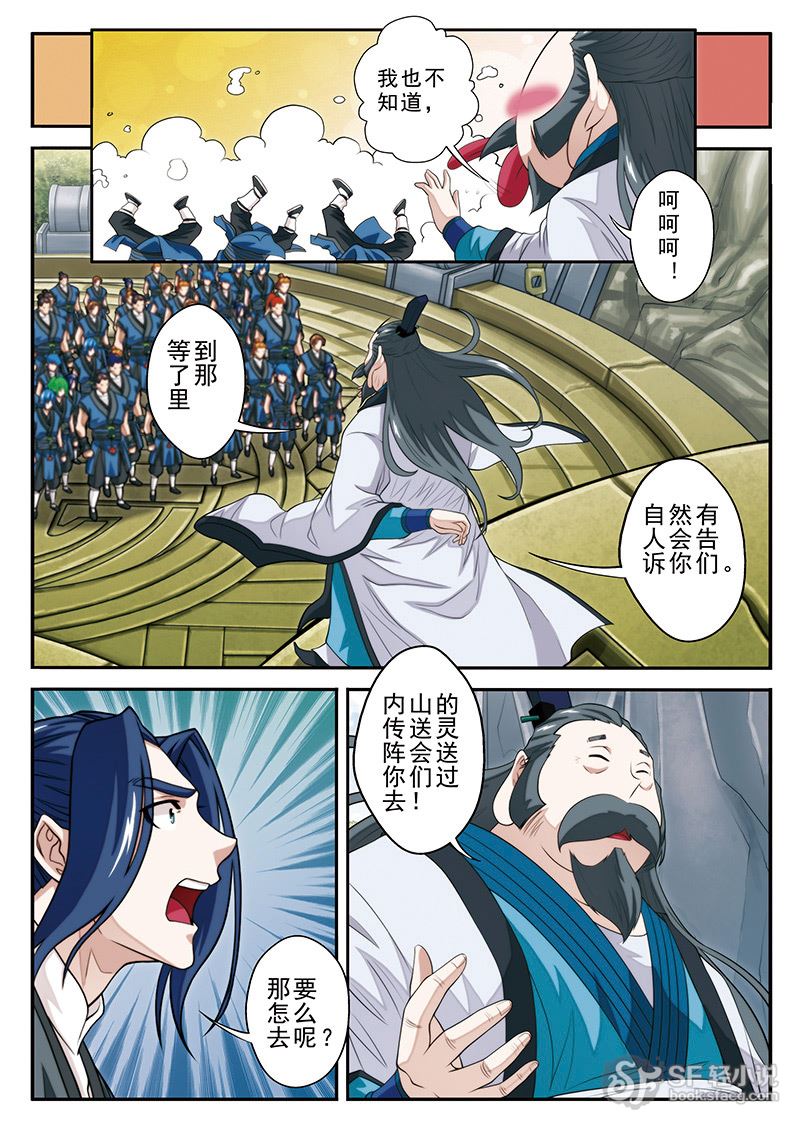 我也不
知道，
呵呵呵！
等到了那里
自然有人会告诉你们。
山内的传送灵阵会送你们过去！
那要怎么去呢？
SF轻小说
book.sfacg.com